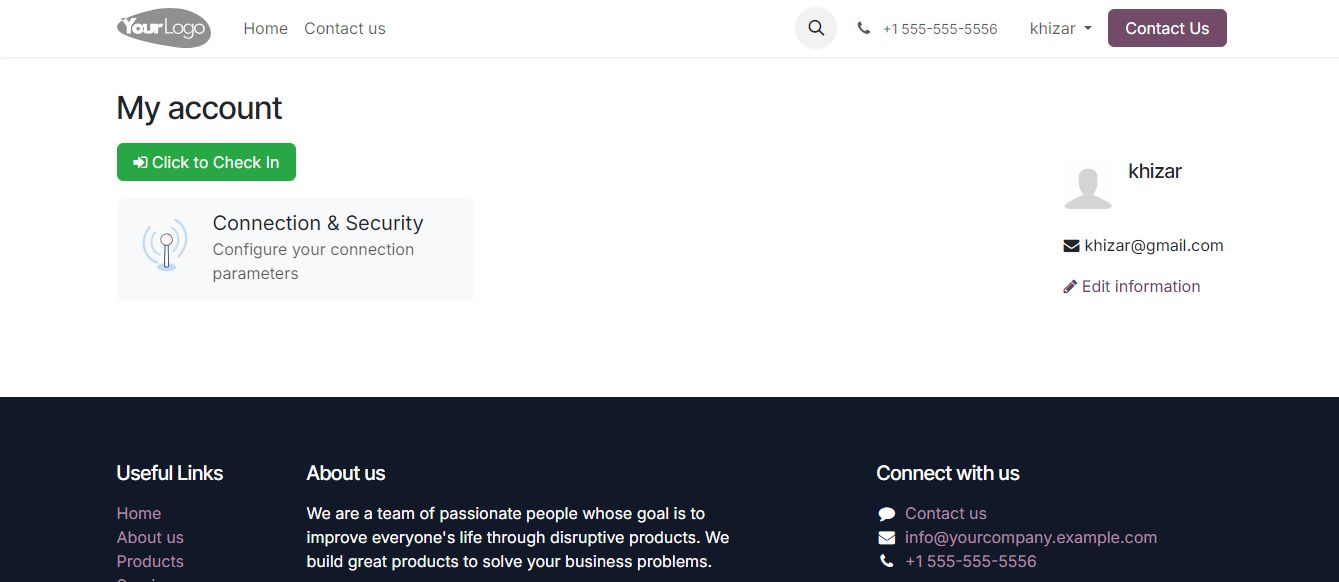 YourLogo
Home
Contact us
+1 555-555-5556
khizar
Contact Us
My account
Click to Check In
khizar
Connection & Security
Configure your connection
parameters
khizar@gmail.com
Edit information
Useful Links
About us
Connect with us
Home
About us
Products
We are a team of passionate people whose goal is to
improve everyone's life through disruptive products. We
build great products to solve your business problems.
Contact us
info@yourcompany.example.com
+1 555-555-5556